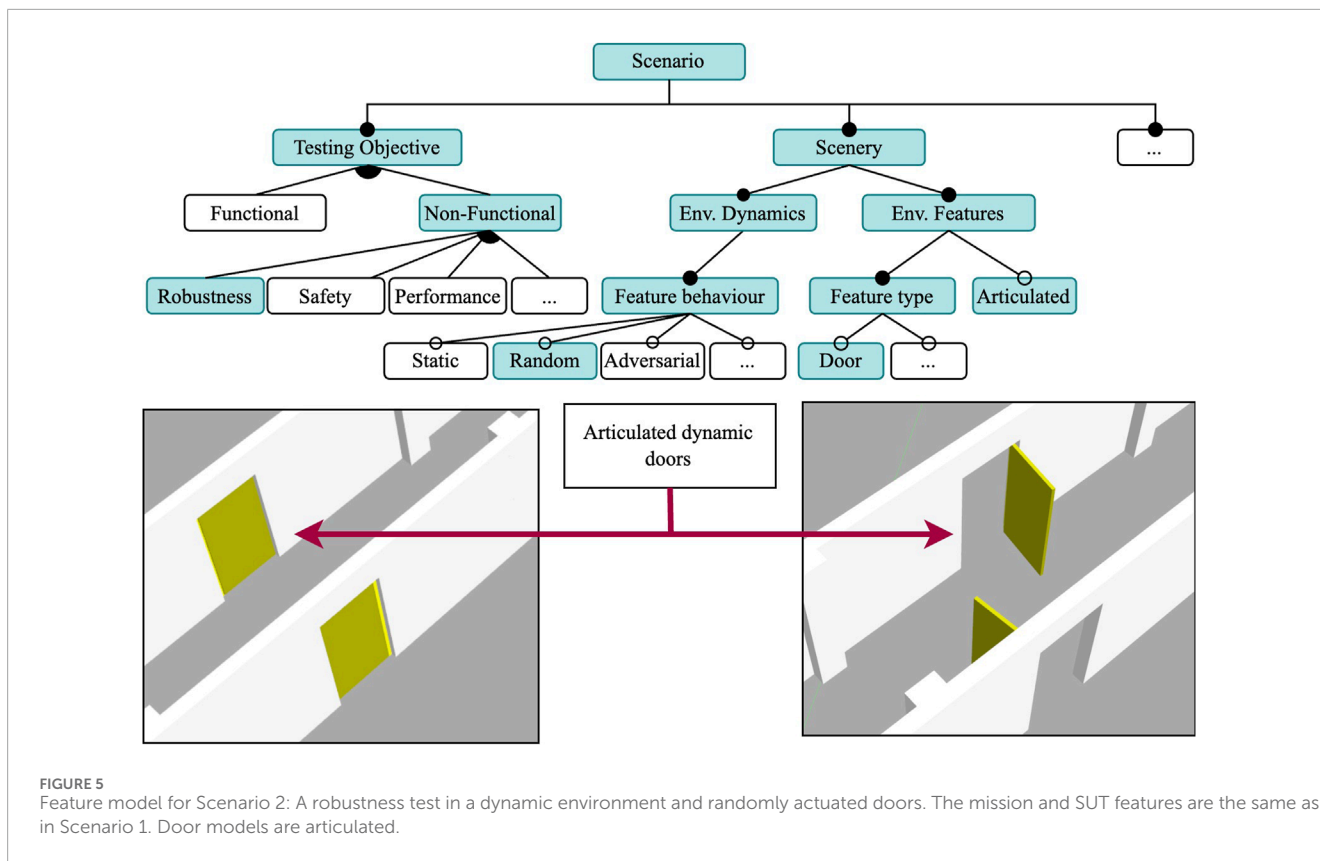 Scenario
Testing Objective
Scenery
...
Functional
Non-Functional
Env. Dynamics
Env. Features
Robustness
Safety
Performance
...
Feature behaviour
Feature type
Articulated
Static
Random
Adversarial
...
Door
...
Articulated dynamic
doors
FIGURE 5
Feature model for Scenario 2: A robustness test in a dynamic environment and randomly actuated doors. The mission and SUT features are the same as
in Scenario 1. Door models are articulated.